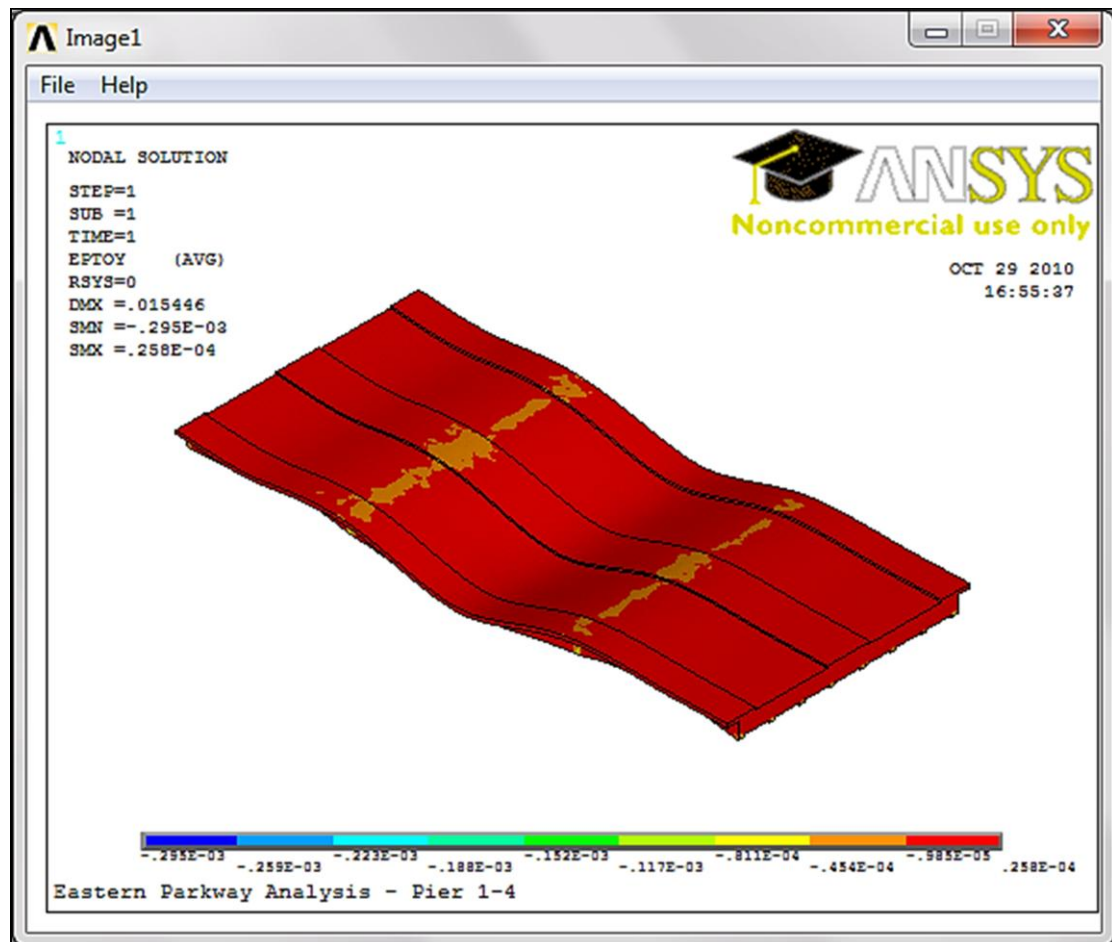 Image1
File Help
1
NODAL SOLUTION
STEP=1
SUB =1
TIME=1
EPTOY (AVG)
RSYS=0
DMX =.015446
SMN =-.295E-03
SMX =.258E-04
ANSYS
Noncommercial use only
OCT 29 2010
16:55:37
-.295E-03 -.223E-03 -.152E-03 -.811E-04 -.985E-05
-.259E-03 -.188E-03 -.117E-03 -.454E-04 .258E-04
Eastern Parkway Analysis - Pier 1-4